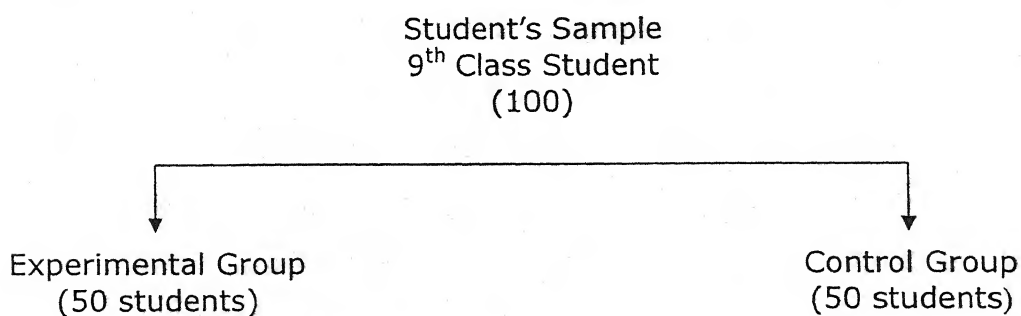 Student's Sample
9th Class Student
(100)
Experimental Group
(50 students)
Control Group
(50 students)